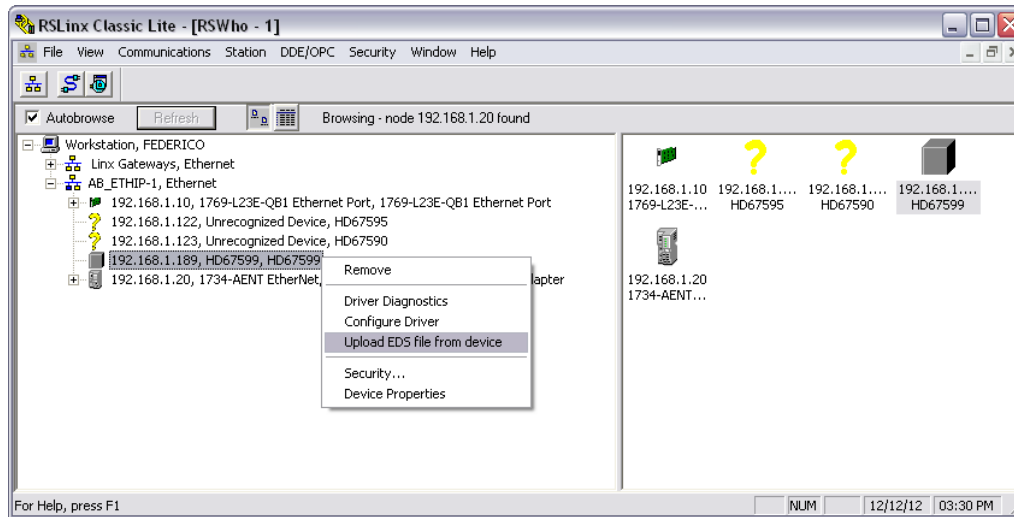 RSLinx Classic Lite - [RSWho - 1]
File View Communications Station DDE/OPC Security Window Help
Autobrowse Refresh Browsing - node 192.168.1.20 found
Workstation, FEDERICO
Linx Gateways, Ethernet
AB_ETHIP-1, Ethernet
192.168.1.10, 1769-L23E-QB1 Ethernet Port, 1769-L23E-QB1 Ethernet Port
192.168.1.122, Unrecognized Device, HD67595
192.168.1.123, Unrecognized Device, HD67590
192.168.1.189, HD67599, HD67599
192.168.1.20, 1734-AENT EtherNet, lapter
Remove
Driver Diagnostics
Configure Driver
Upload EDS file from device
Security...
Device Properties
192.168.1.10 192.168.1.... 192.168.1.... 192.168.1....
1769-L23E-... HD67595 HD67590 HD67599
192.168.1.20
1734-AENT...
For Help, press F1 NUM 12/12/12 03:30 PM